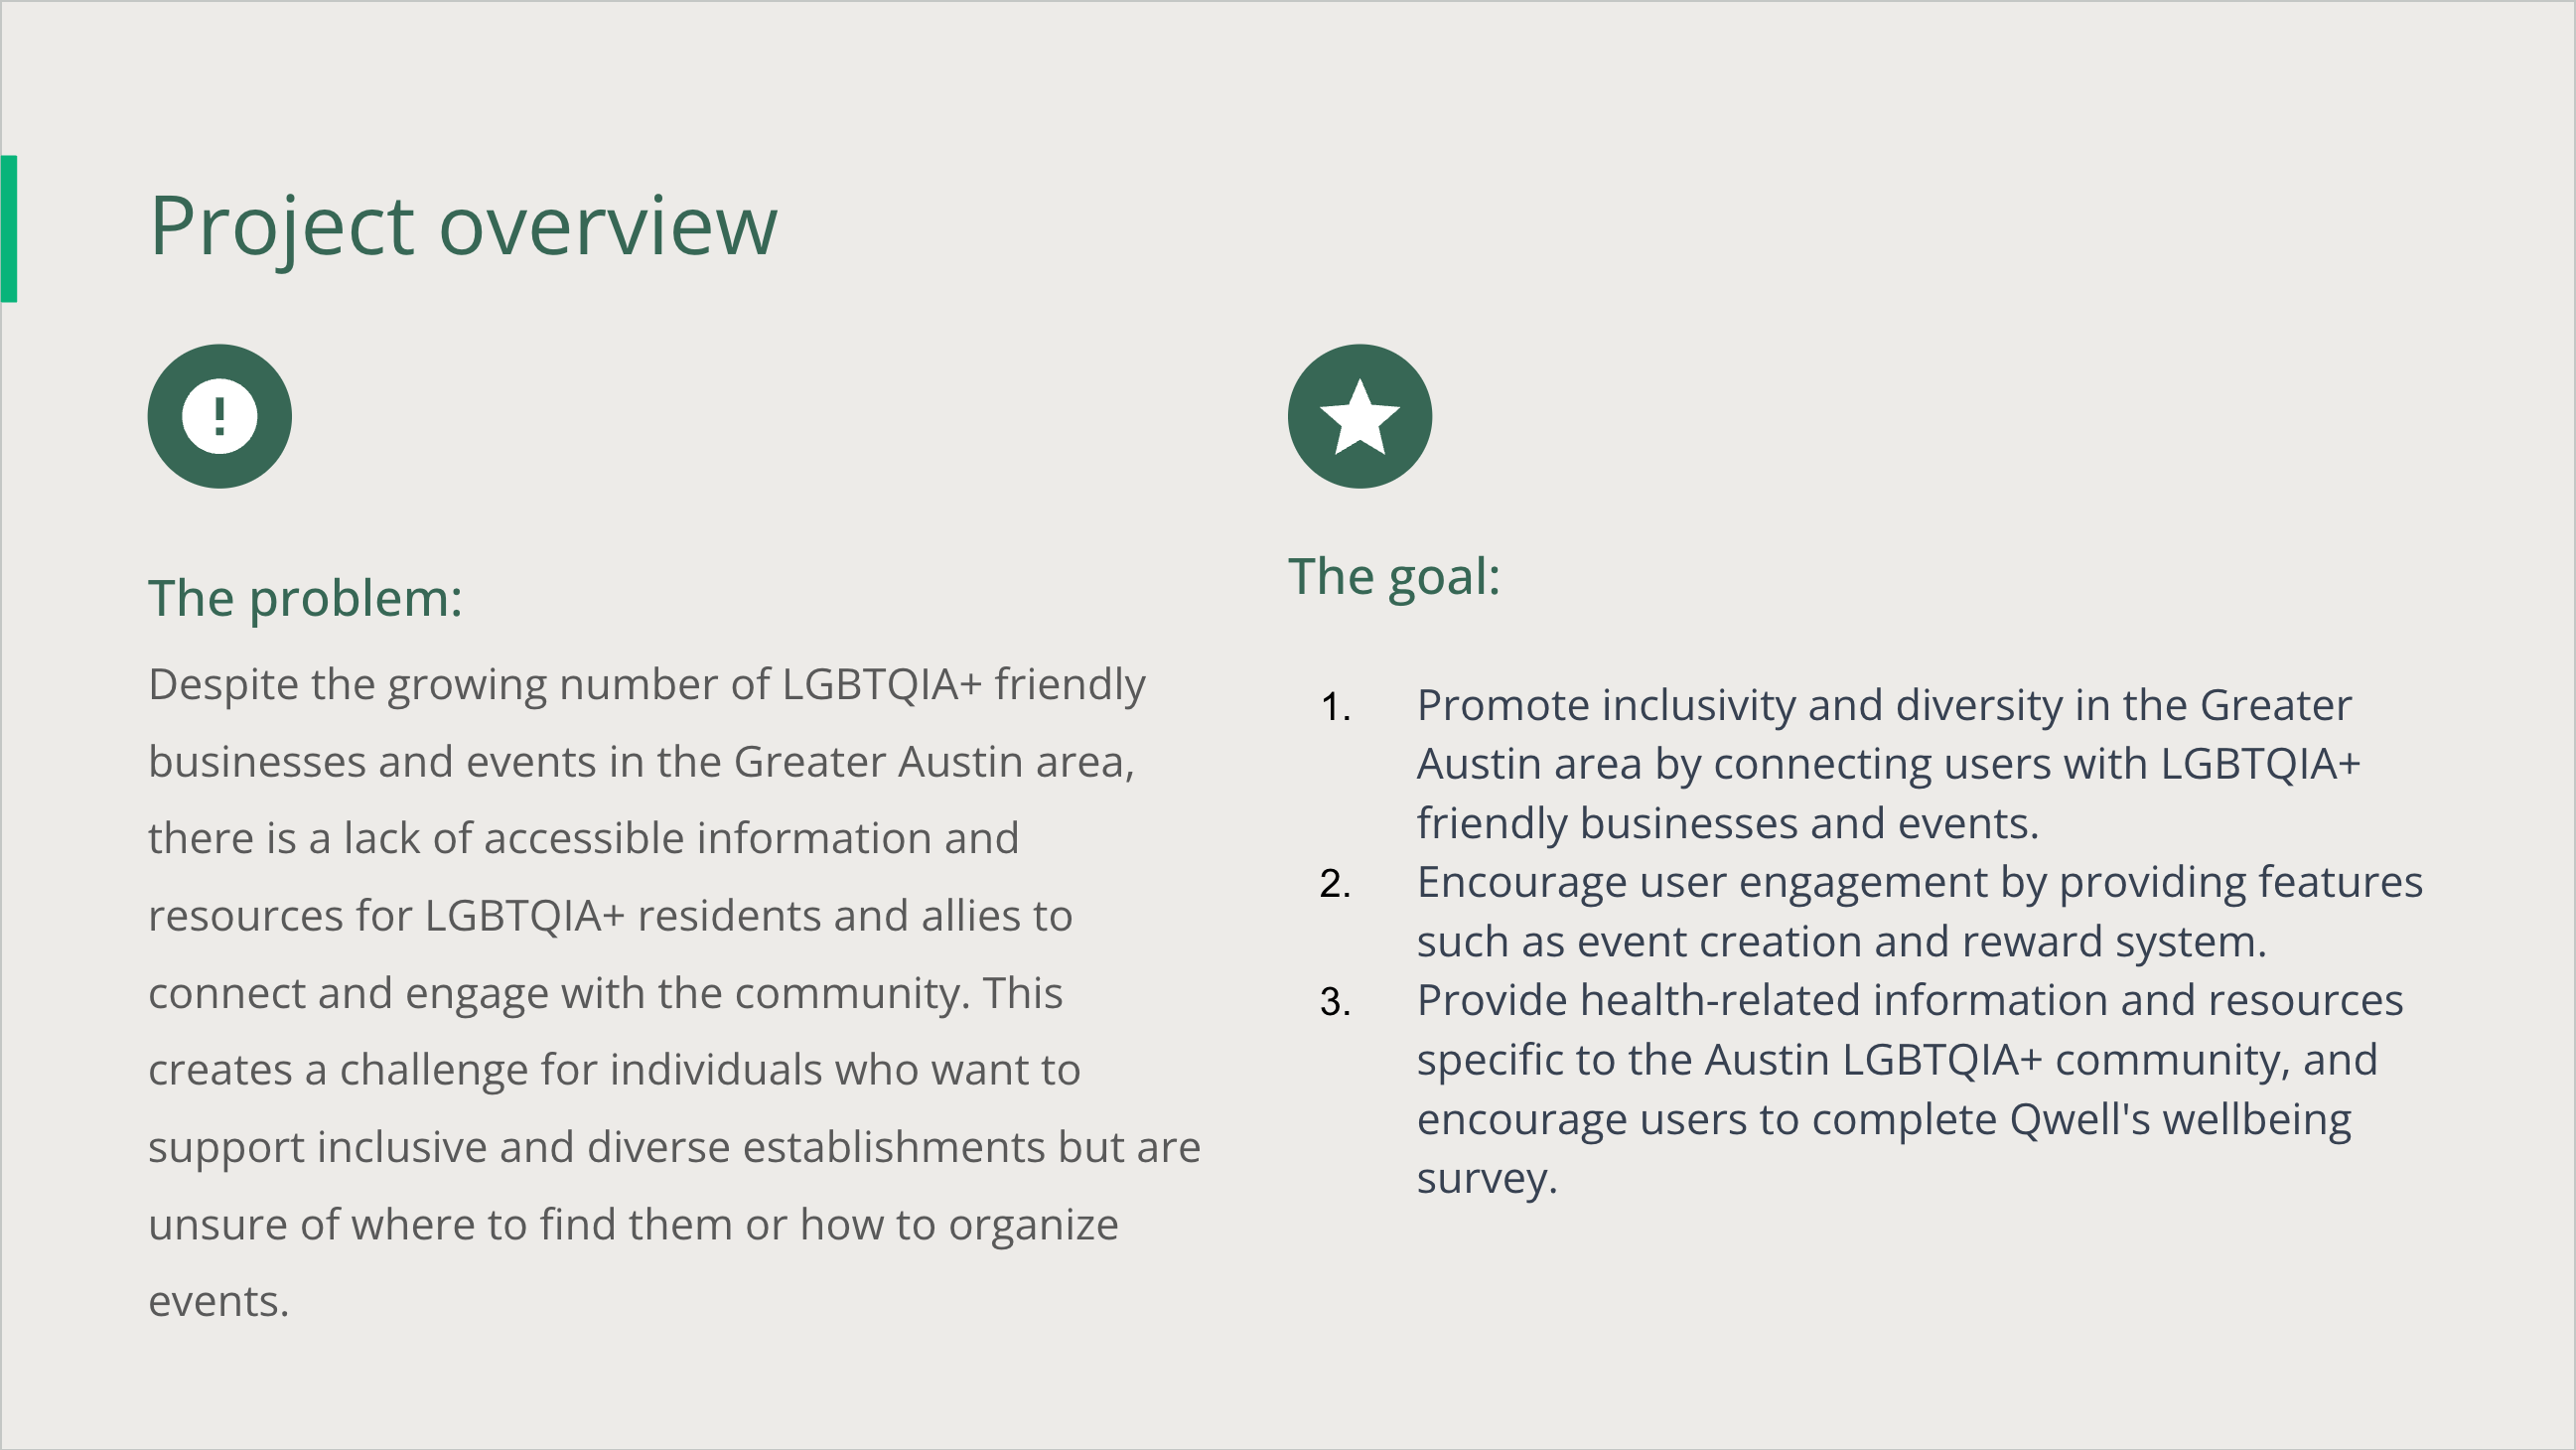 Project overview
!
The problem:
Despite the growing number of LGBTQIA+ friendly
businesses and events in the Greater Austin area,
there is a lack of accessible information and
resources for LGBTQIA+ residents and allies to
connect and engage with the community. This
creates a challenge for individuals who want to
support inclusive and diverse establishments but are
unsure of where to find them or how to organize
events.
The goal:
1. Promote inclusivity and diversity in the Greater
Austin area by connecting users with LGBTQIA+
friendly businesses and events.
2. Encourage user engagement by providing features
such as event creation and reward system.
3. Provide health-related information and resources
specific to the Austin LGBTQIA+ community, and
encourage users to complete Qwell's wellbeing
survey.